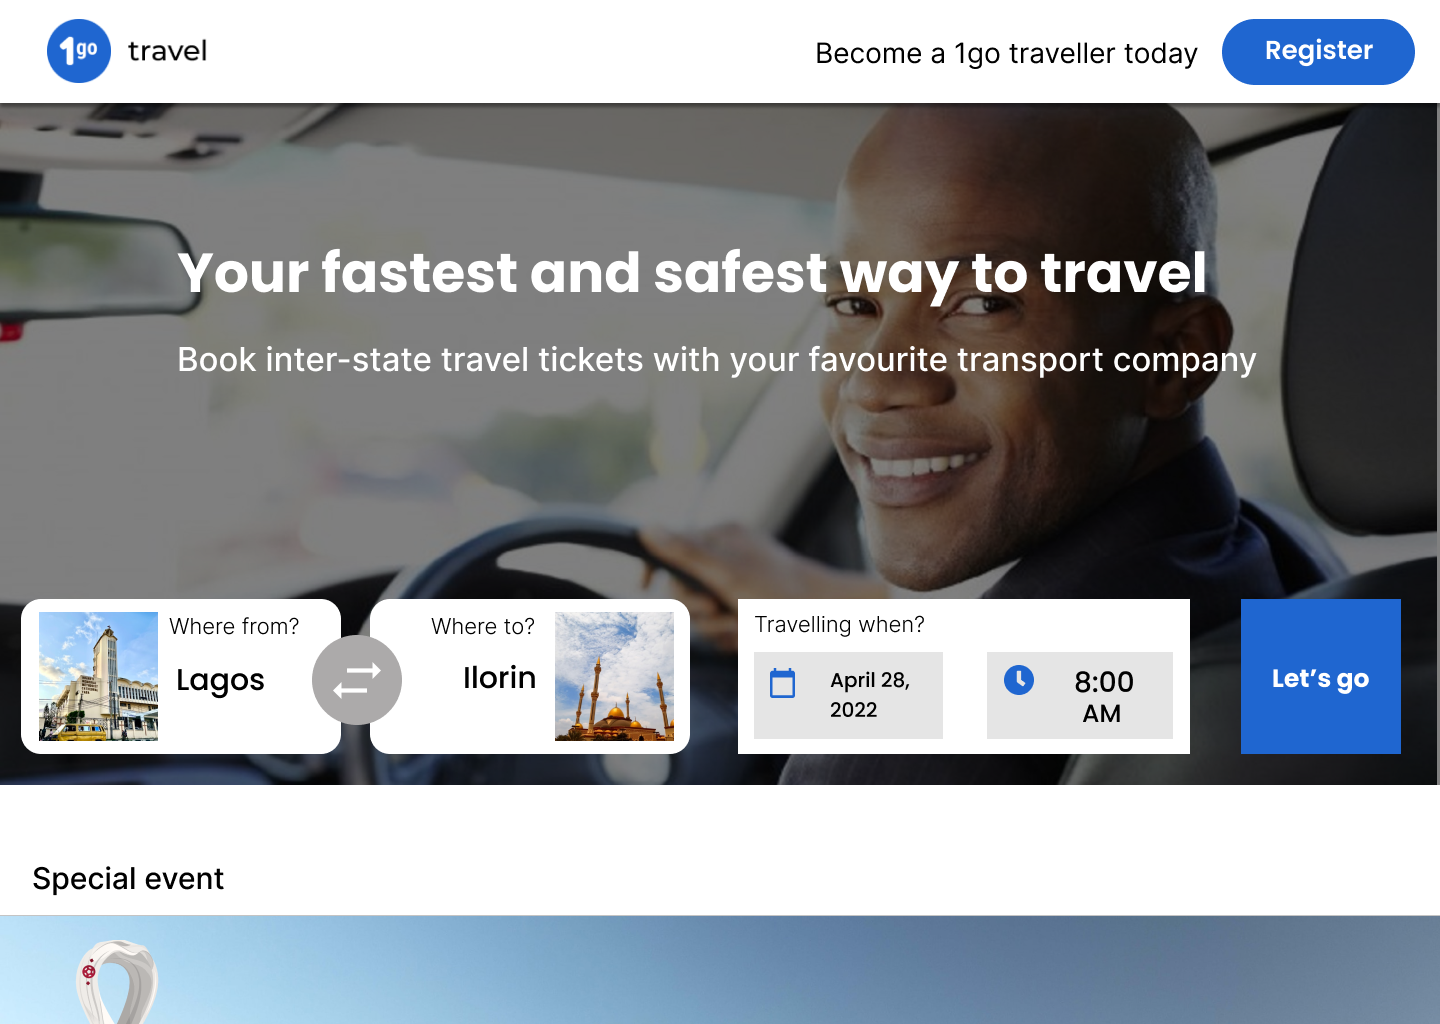 1go travel
Become a 1go traveller today
Register
Your fastest and safest way to travel
Book inter-state travel tickets with your favourite transport company
Where from?
Lagos
Where to?
Ilorin
Travelling when?
April 28,
2022
8:00
AM
Let’s go
Special event